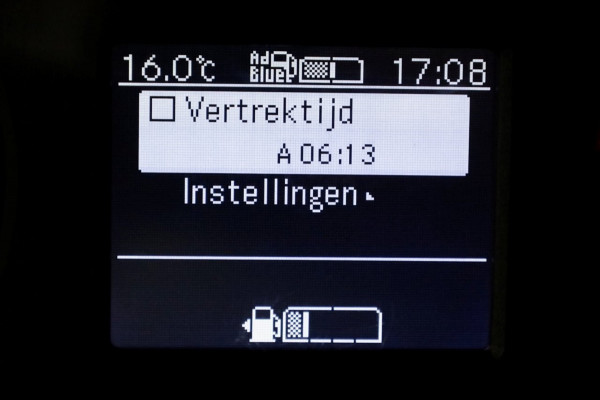 16.0°C Ad Blue 17:08
Vertrektijd
A 06:13
Instellingen